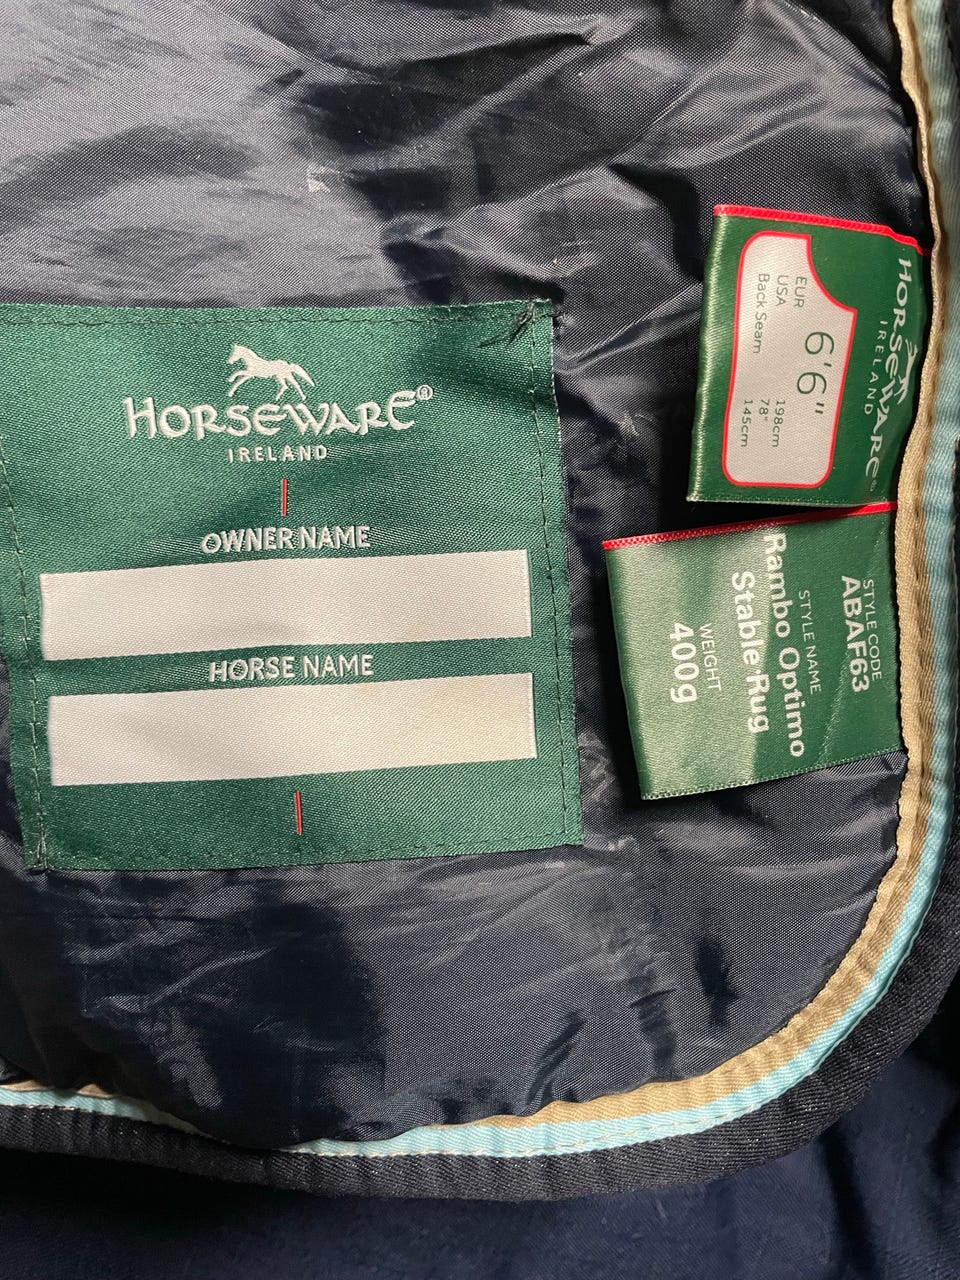 HORSEWARE®
IRELAND
OWNER NAME
HORSE NAME
HORSEWARE®
IRELAND
6'6"
EUR 198cm
USA 78"
Back Seam 145cm
STYLE CODE
ABAF63
STYLE NAME
Rambo Optimo
Stable Rug
WEIGHT
400g